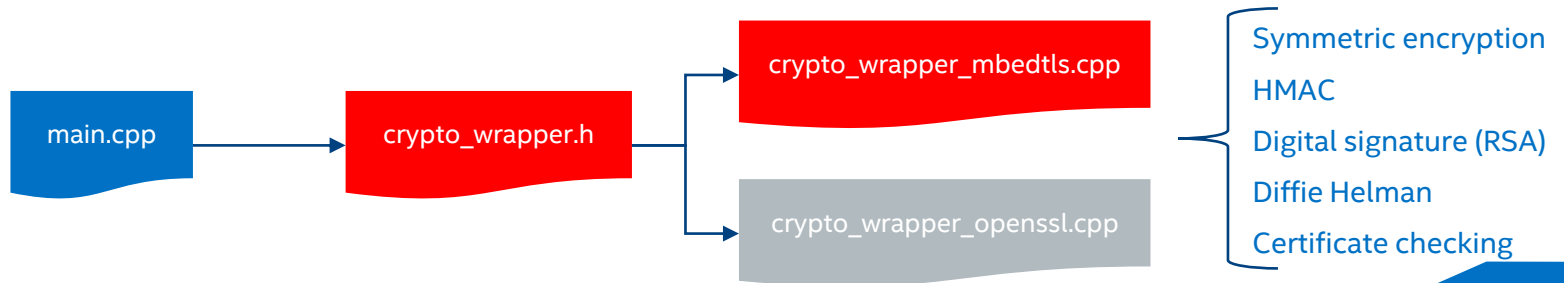 main.cpp
crypto_wrapper.h
crypto_wrapper_mbedtls.cpp
crypto_wrapper_openssl.cpp
Symmetric encryption
HMAC
Digital signature (RSA)
Diffie Helman
Certificate checking